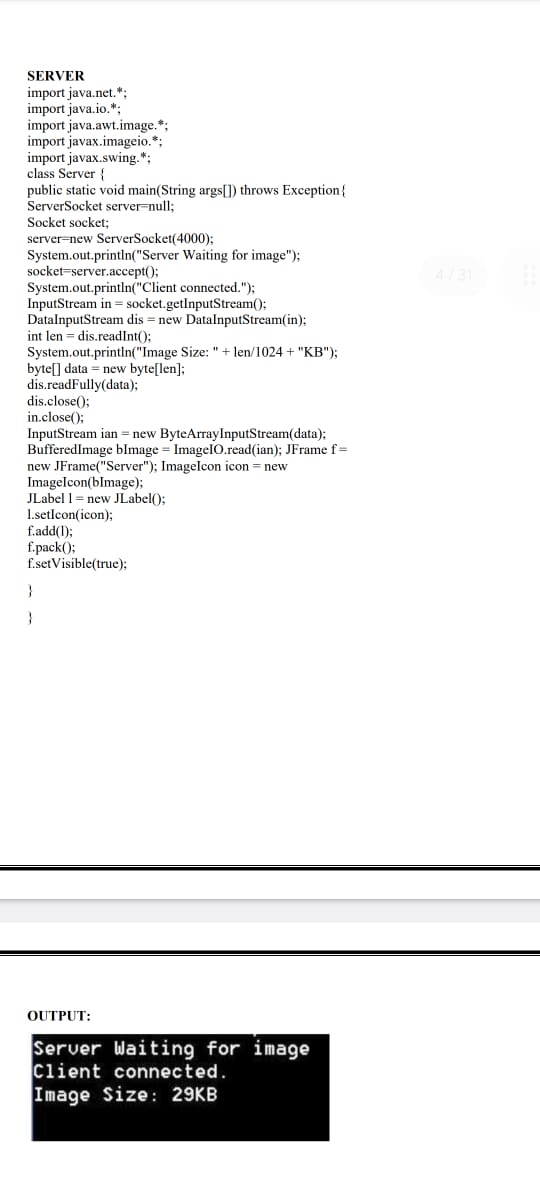 SERVER
import java.net.*;
import java.io.*;
import java.awt.image.*;
import javax.imageio.*;
import javax.swing.*;
class Server {
public static void main(String args[]) throws Exception{
ServerSocket server=null;
Socket socket;
server=new ServerSocket(4000);
System.out.println("Server Waiting for image");
socket=server.accept();
4 / 31
System.out.println("Client connected.");
InputStream in = socket.getInputStream();
DataInputStream dis = new DataInputStream(in);
int len = dis.readInt();
System.out.println("Image Size: " + len/1024 + "KB");
byte[] data = new byte[len];
dis.readFully(data);
dis.close();
in.close();
InputStream ian = new ByteArrayInputStream(data);
BufferedImage bImage = ImageIO.read(ian); JFrame f =
new JFrame("Server"); ImageIcon icon = new
ImageIcon(bImage);
JLabel l = new JLabel();
l.setIcon(icon);
f.add(l);
f.pack();
f.setVisible(true);
}
}
OUTPUT:
Server Waiting for image
Client connected.
Image Size: 29KB